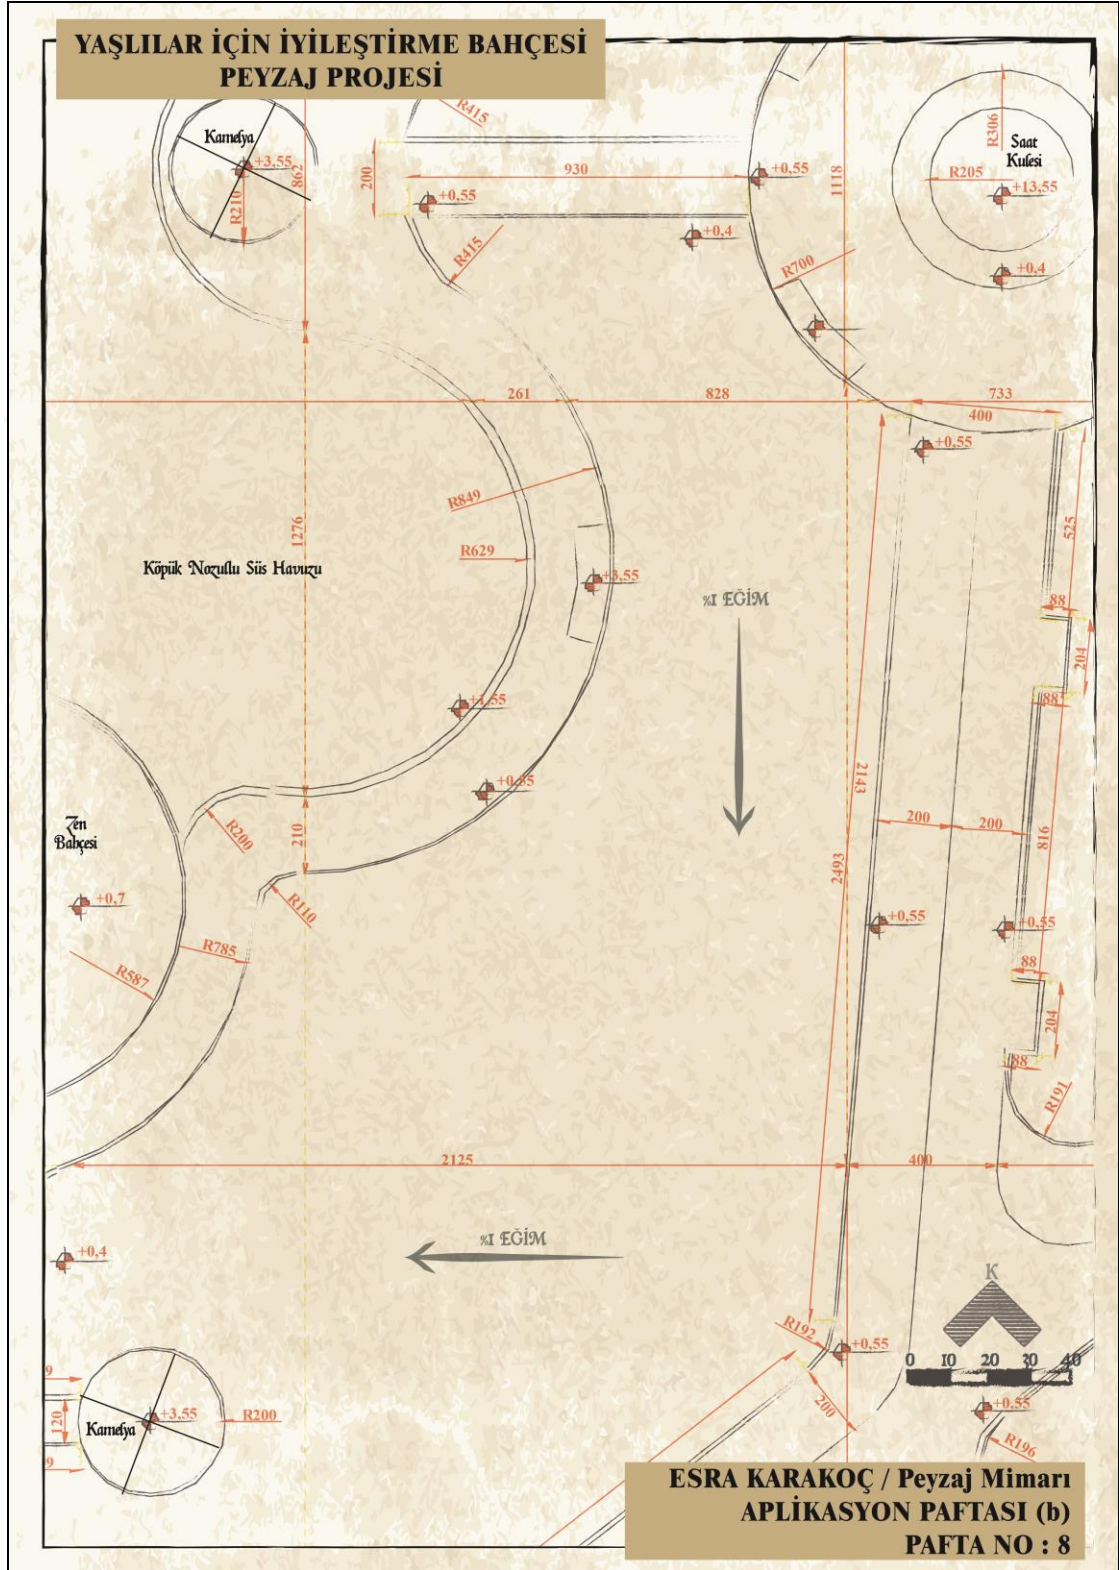 YAŞLILAR İÇİN İYİLEŞTİRME BAHÇESİ
PEYZAJ PROJESİ
R415
Kamelya
+3,55
862
R210
200
930
+0,55
+0,55
+0,4
R415
1118
R306
Saat
Kulesi
R205
+13,55
+0,4
R700
261
828
733
400
+0,55
R849
525
1276
R629
Köpük Nozullu Süs Havuzu
+3,55
%1 EĞİM
88
204
88
+1,55
2143
+0,35
Zen
Bahçesi
R200
210
200
200
816
2493
+0,7
R110
+0,55
+0,55
R785
R587
88
204
88
R191
2125
400
%1 EĞİM
+0,4
K
R192
+0,55
0 10 20 30 40
9
120
Kamelya
+3,55
R200
200
+0,55
R196
9
ESRA KARAKOÇ / Peyzaj Mimarı
APLİKASYON PAFTASI (b)
PAFTA NO : 8